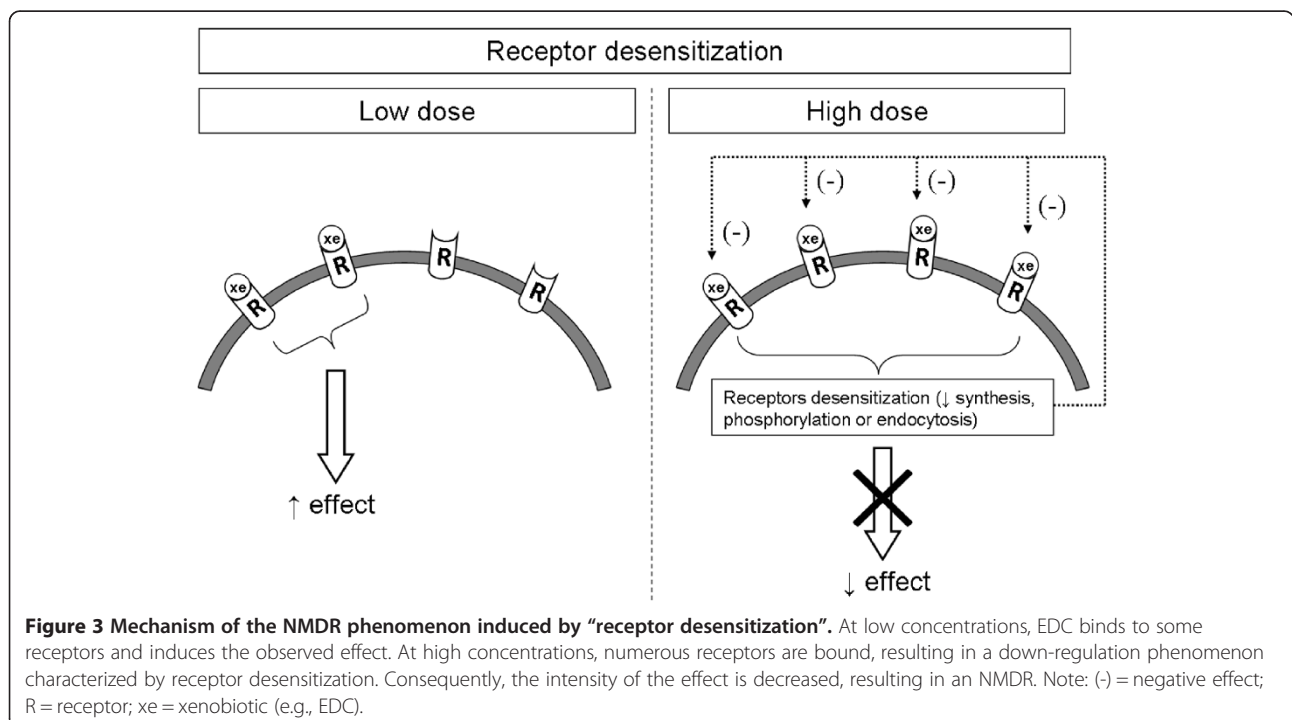 Receptor desensitization
Low dose
High dose
(-)
(-)
(-)
(-)
xe
R
xe
R
R
R
xe
R
xe
R
xe
R
xe
R
Receptors desensitization (↓ synthesis,
phosphorylation or endocytosis)
↑ effect
↓ effect
Figure 3 Mechanism of the NMDR phenomenon induced by “receptor desensitization”. At low concentrations, EDC binds to some
receptors and induces the observed effect. At high concentrations, numerous receptors are bound, resulting in a down-regulation phenomenon
characterized by receptor desensitization. Consequently, the intensity of the effect is decreased, resulting in an NMDR. Note: (-) = negative effect;
R = receptor; xe = xenobiotic (e.g., EDC).